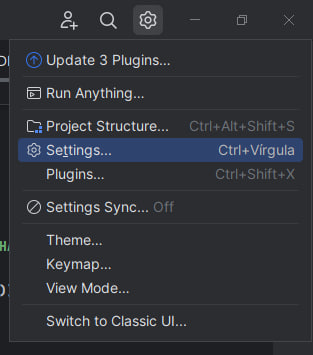 Update 3 Plugins...
Run Anything...
Project Structure... Ctrl+Alt+Shift+S
Settings... Ctrl+Vírgula
Plugins... Ctrl+Shift+X
Settings Sync... Off
Theme...
Keymap...
View Mode...
Switch to Classic UI...